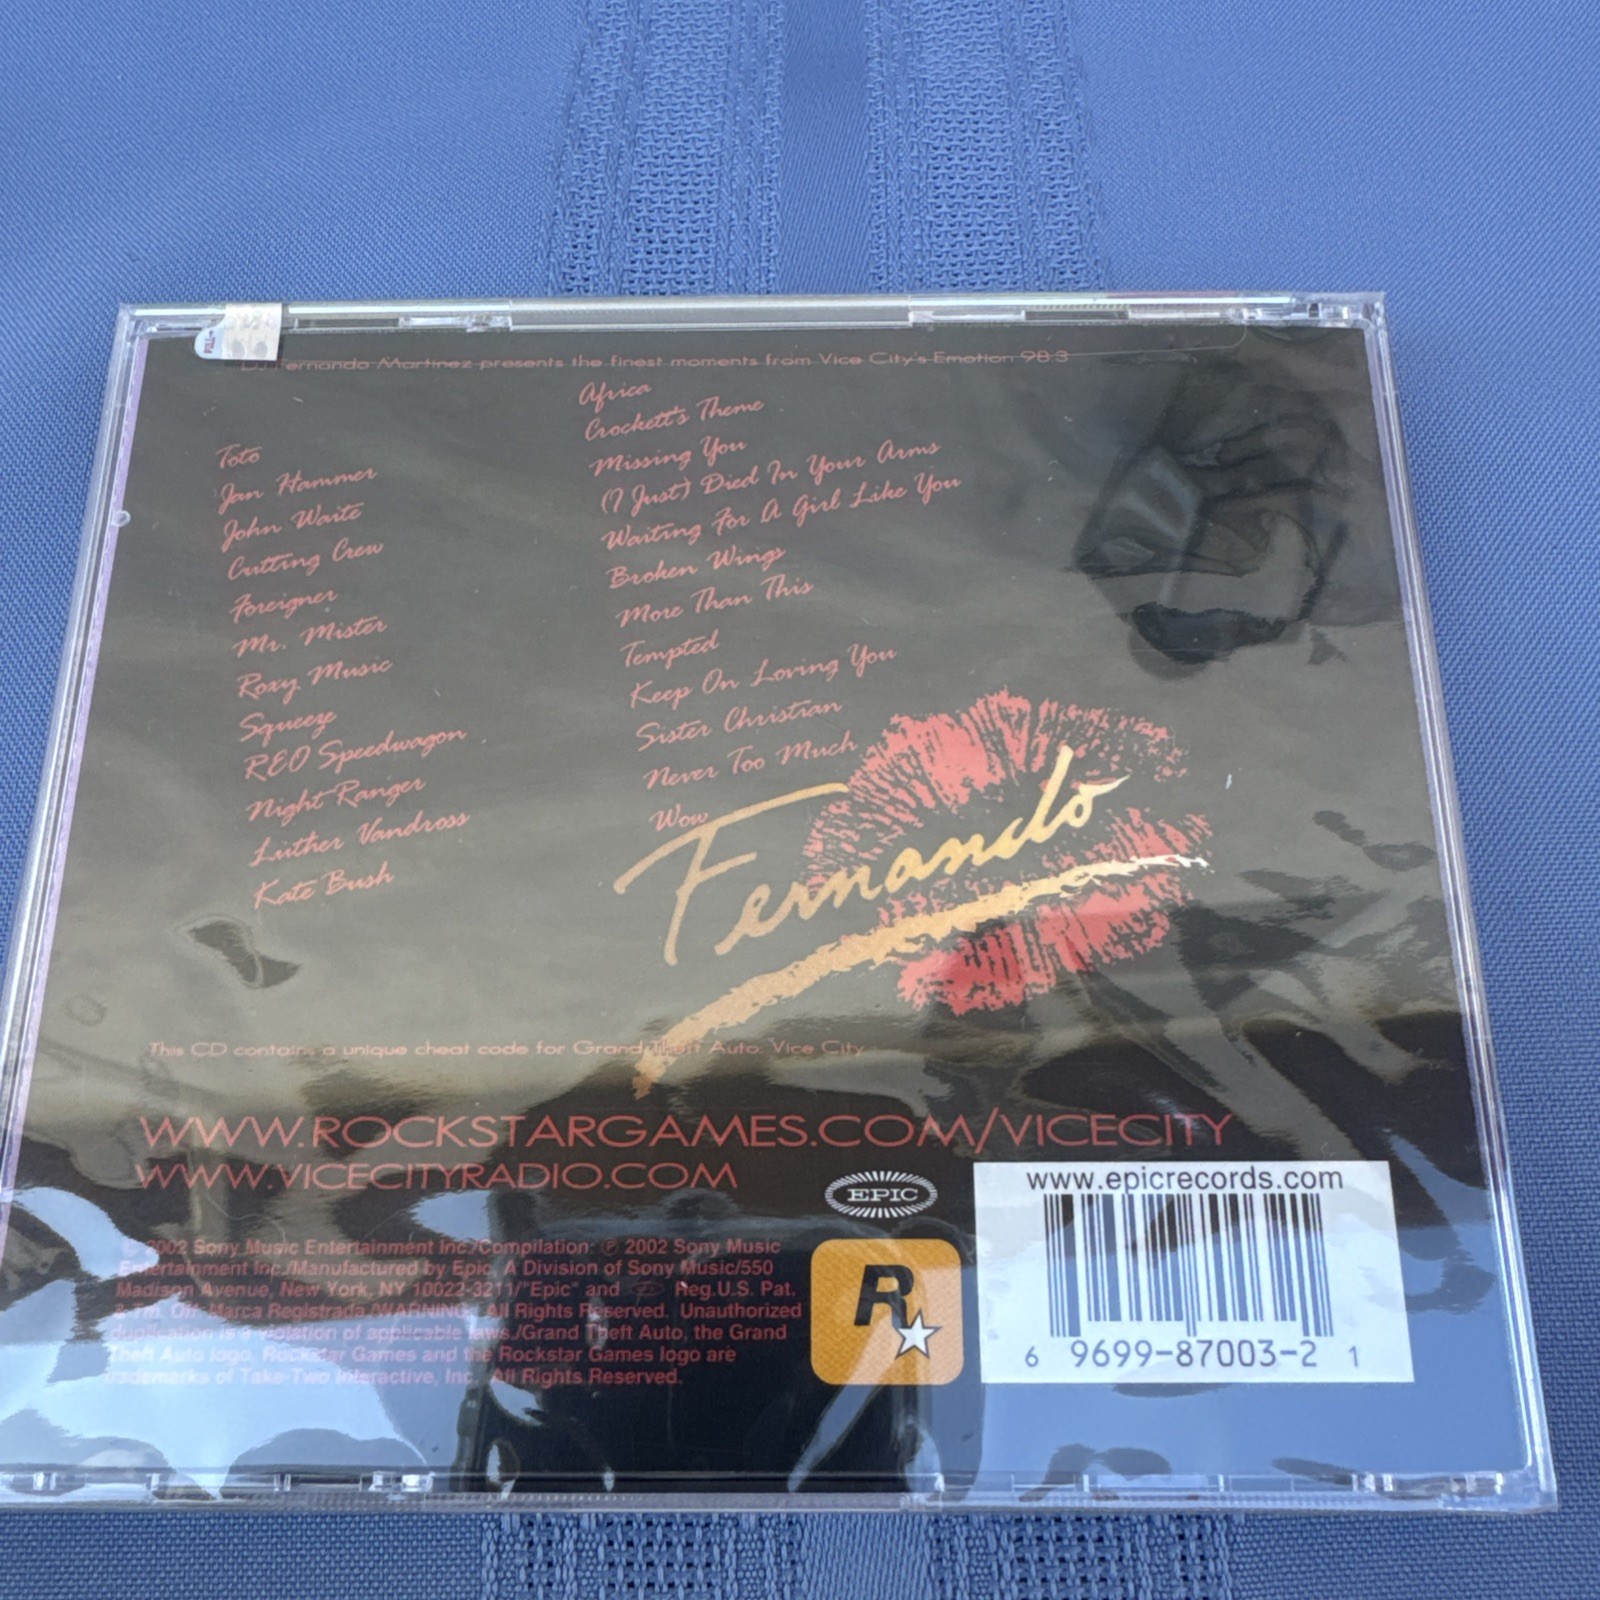 DJ Fernando Martinez presents the finest moments from Vice City's Emotion 98.3
Toto Africa
Jan Hammer Crockett's Theme
John Waite Missing You
Cutting Crew (I Just) Died In Your Arms
Foreigner Waiting For A Girl Like You
Mr. Mister Broken Wings
Roxy Music More Than This
Squeeze Tempted
REO Speedwagon Keep On Loving You
Night Ranger Sister Christian
Luther Vandross Never Too Much
Kate Bush Wow
Fernando
This CD contains a unique cheat code for Grand Theft Auto: Vice City
WWW.ROCKSTARGAMES.COM/VICECITY
WWW.VICECITYRADIO.COM
EPIC
www.epicrecords.com
© 2002 Sony Music Entertainment Inc./Compilation: ℗ 2002 Sony Music
Entertainment Inc./Manufactured by Epic, A Division of Sony Music/550
Madison Avenue, New York, NY 10022-3211/"Epic" and EPIC Reg.U.S. Pat.
& Tm. Off. Marca Registrada./WARNING: All Rights Reserved. Unauthorized
duplication is a violation of applicable laws./Grand Theft Auto, the Grand
Theft Auto logo, Rockstar Games and the Rockstar Games logo are
trademarks of Take-Two Interactive, Inc. All Rights Reserved.
R
6 9699-87003-2 1